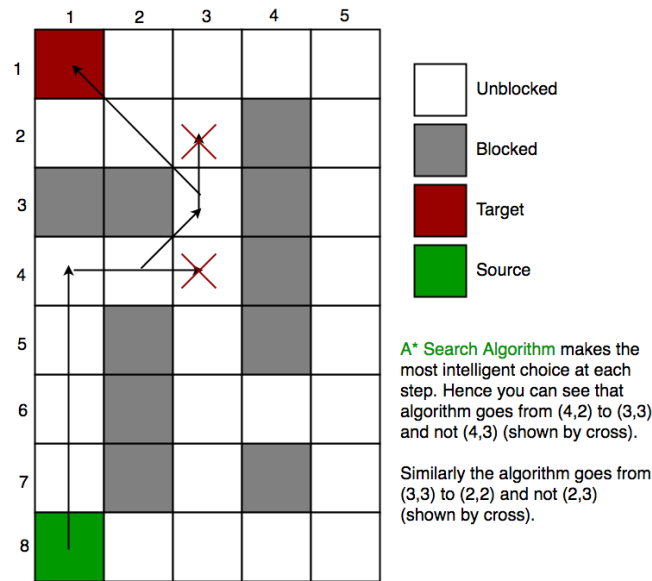 1 2 3 4 5
1
2
3
4
5
6
7
8
Unblocked
Blocked
Target
Source
A* Search Algorithm makes the
most intelligent choice at each
step. Hence you can see that
algorithm goes from (4,2) to (3,3)
and not (4,3) (shown by cross).
Similarly the algorithm goes from
(3,3) to (2,2) and not (2,3)
(shown by cross).